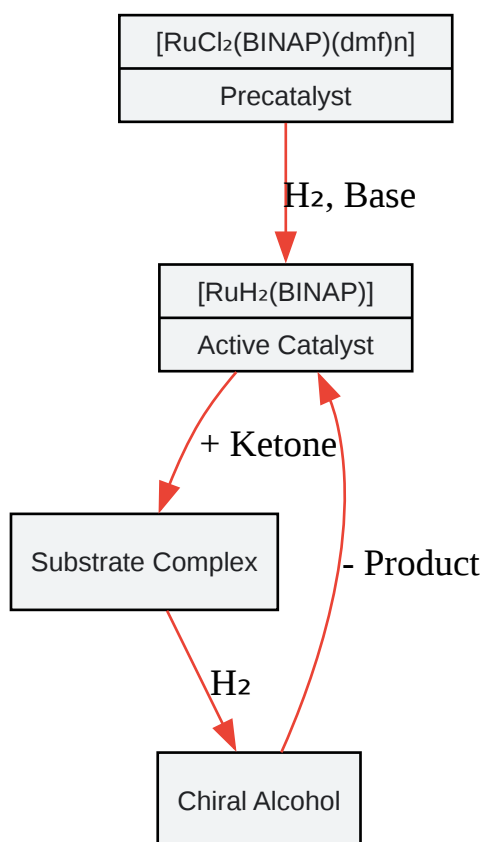 [RuCl₂(BINAP)(dmf)n]
Precatalyst
H₂, Base
[RuH₂(BINAP)]
Active Catalyst
+ Ketone
Substrate Complex
- Product
H₂
Chiral Alcohol